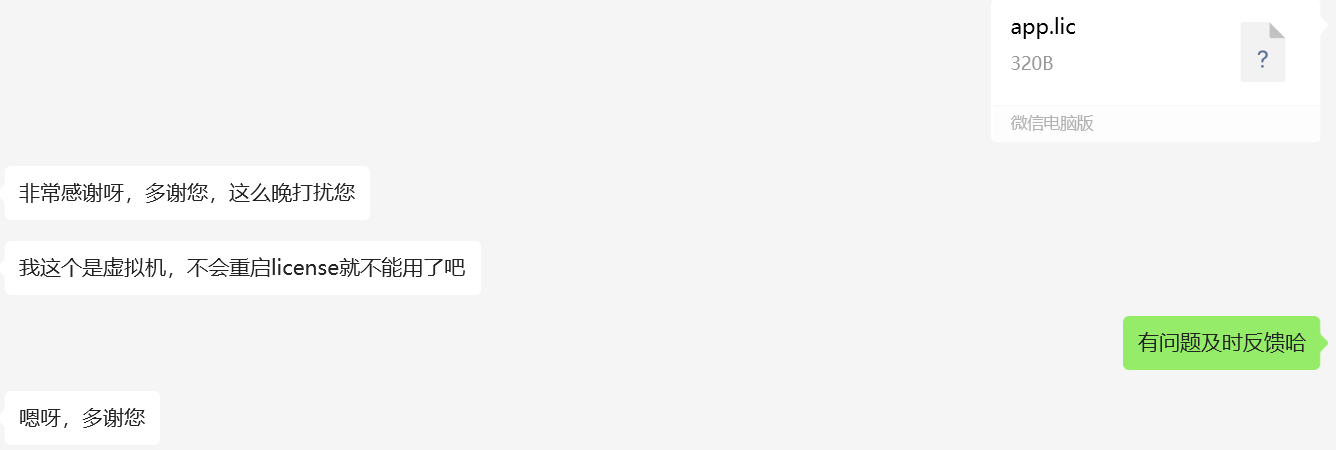 app.lic
320B
?
微信电脑版
非常感谢呀，多谢您，这么晚打扰您
我这个是虚拟机，不会重启license就不能用了吧
有问题及时反馈哈
嗯呀，多谢您